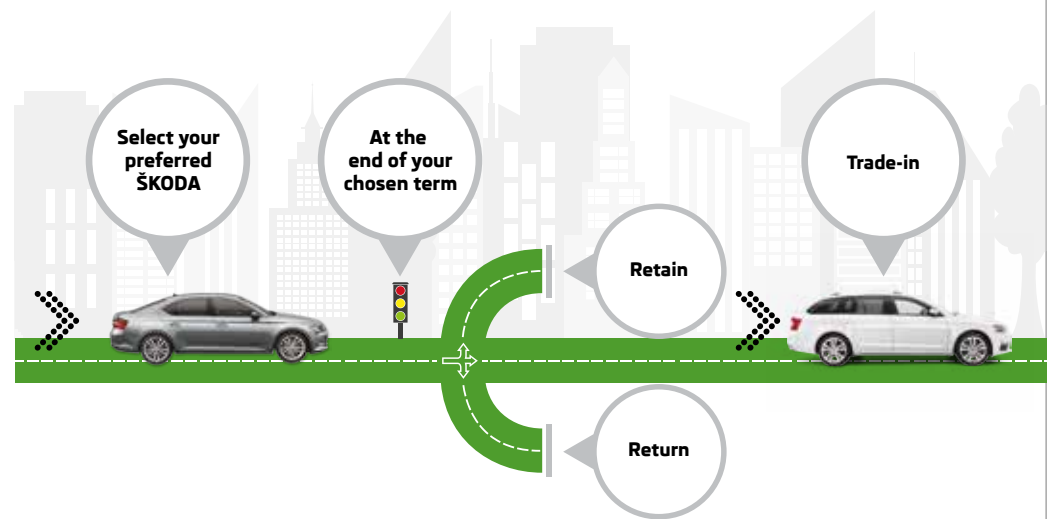 Select your
preferred
ŠKODA
At the
end of your
chosen term
Trade-in
Retain
Return